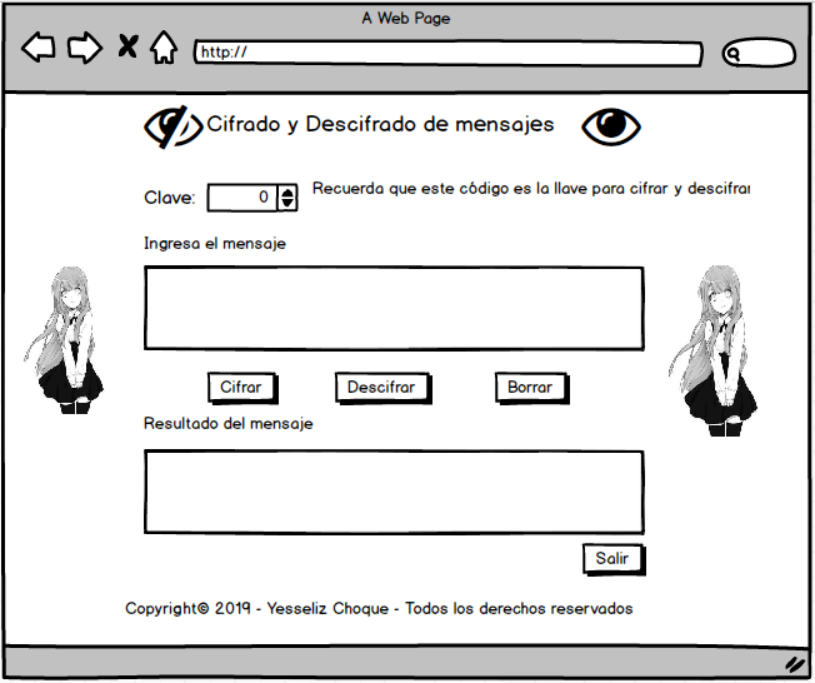 A Web Page
http://
Cifrado y Descifrado de mensajes
Clave:
0
Recuerda que este código es la llave para cifrar y descifrar
Ingresa el mensaje
Cifrar
Descifrar
Borrar
Resultado del mensaje
Salir
Copyright© 2019 - Yesseliz Choque - Todos los derechos reservados